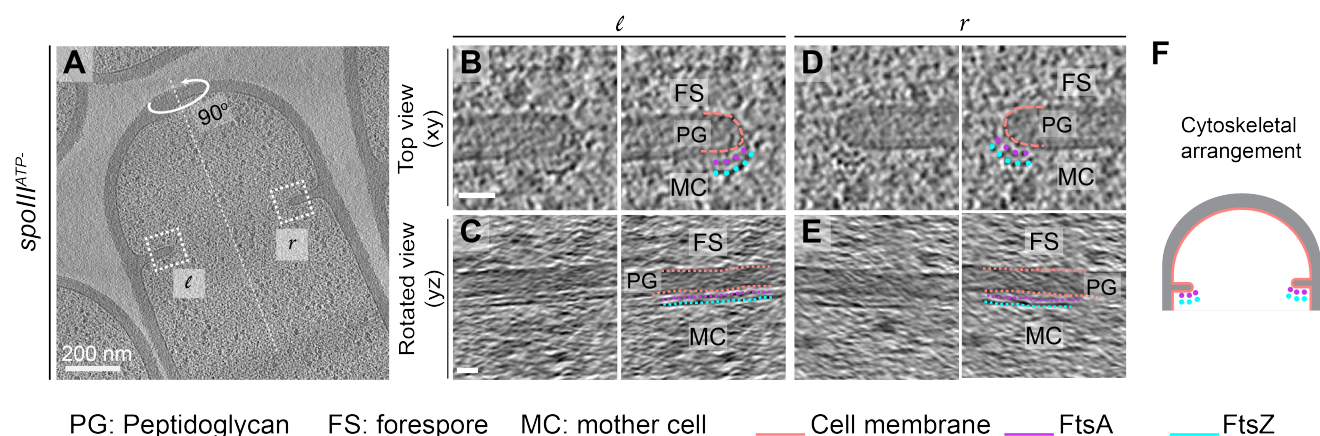 ℓ
r
A
B
D
F
90°
FS
PG
MC
FS
PG
MC
Top view
(xy)
Cytoskeletal
arrangement
spoIIIE^ATP-
r
ℓ
200 nm
C
E
FS
PG
MC
FS
PG
MC
Rotated view
(yz)
PG: Peptidoglycan FS: forespore MC: mother cell Cell membrane FtsA FtsZ